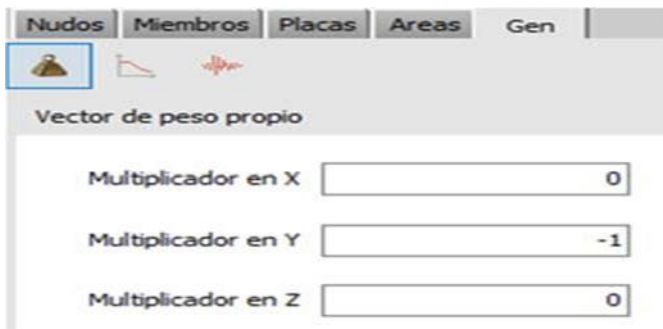 Nudos Miembros Placas Areas Gen
Vector de peso propio
Multiplicador en X 0
Multiplicador en Y -1
Multiplicador en Z 0